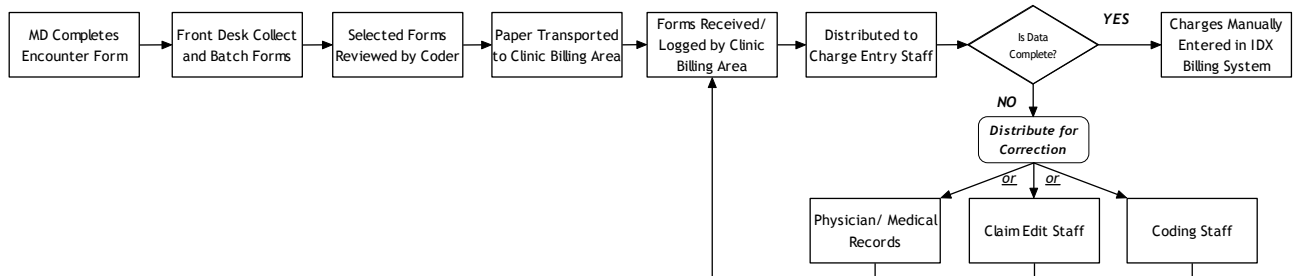 MD Completes
Encounter Form
Front Desk Collect
and Batch Forms
Selected Forms
Reviewed by Coder
Paper Transported
to Clinic Billing Area
Forms Received/
Logged by Clinic
Billing Area
Distributed to
Charge Entry Staff
Is Data
Complete?
YES
Charges Manually
Entered in IDX
Billing System
NO
Distribute for
Correction
or or
Physician/ Medical
Records
Claim Edit Staff
Coding Staff